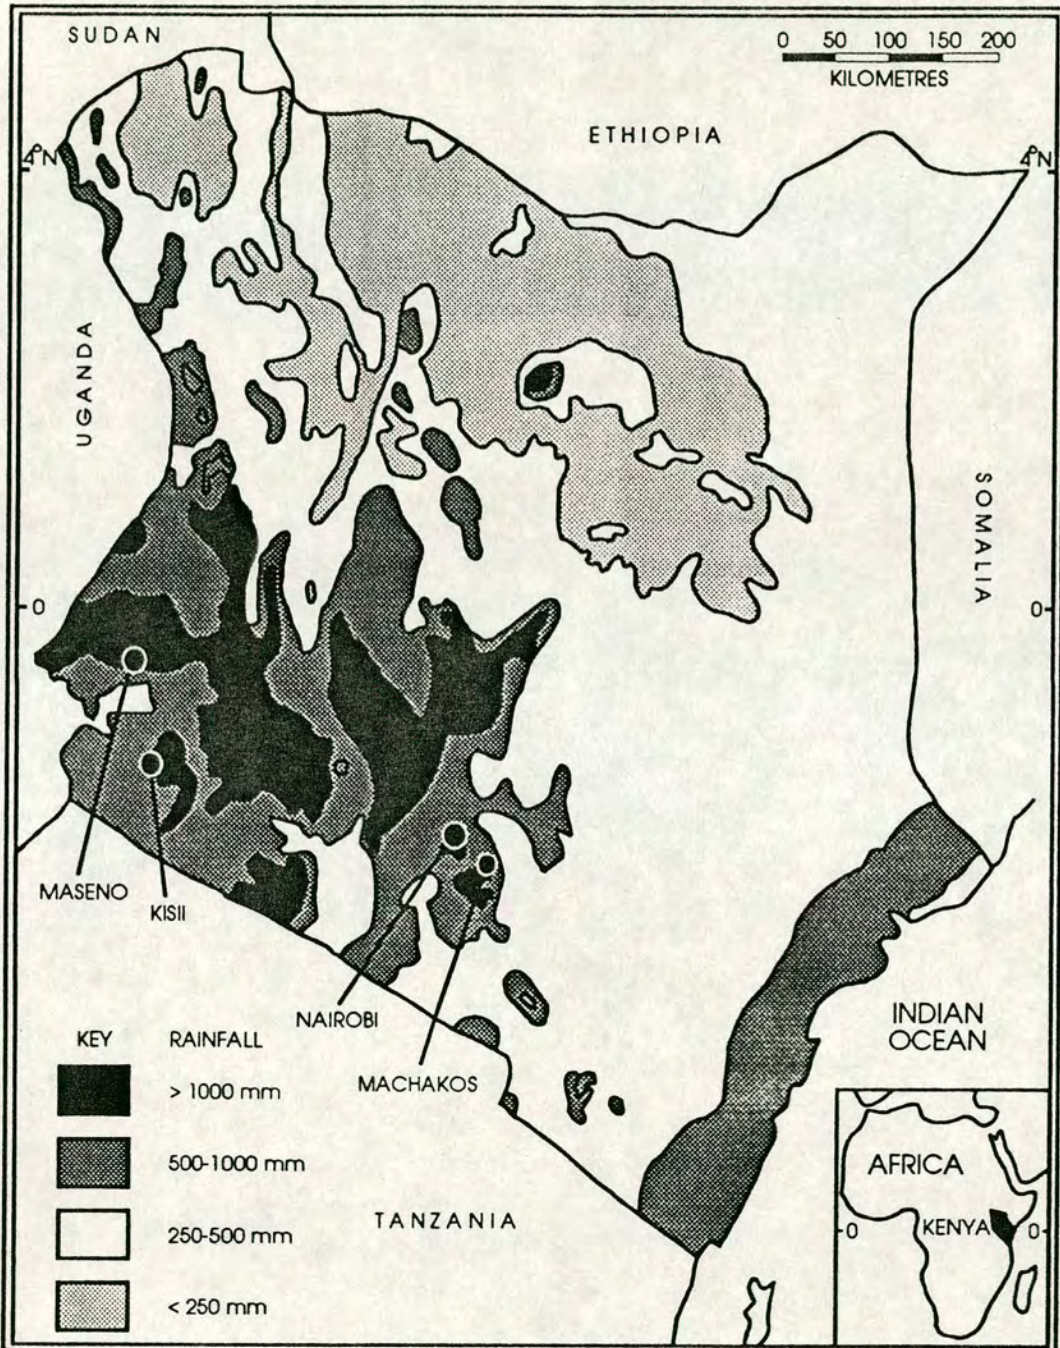 SUDAN
0 50 100 150 200
KILOMETRES
ETHIOPIA
4°N
4°N
UGANDA
SOMALIA
0
0
MASENO
KISII
NAIROBI
MACHAKOS
INDIAN
OCEAN
KEY RAINFALL
> 1000 mm
500-1000 mm
250-500 mm
< 250 mm
TANZANIA
AFRICA
KENYA
0
0